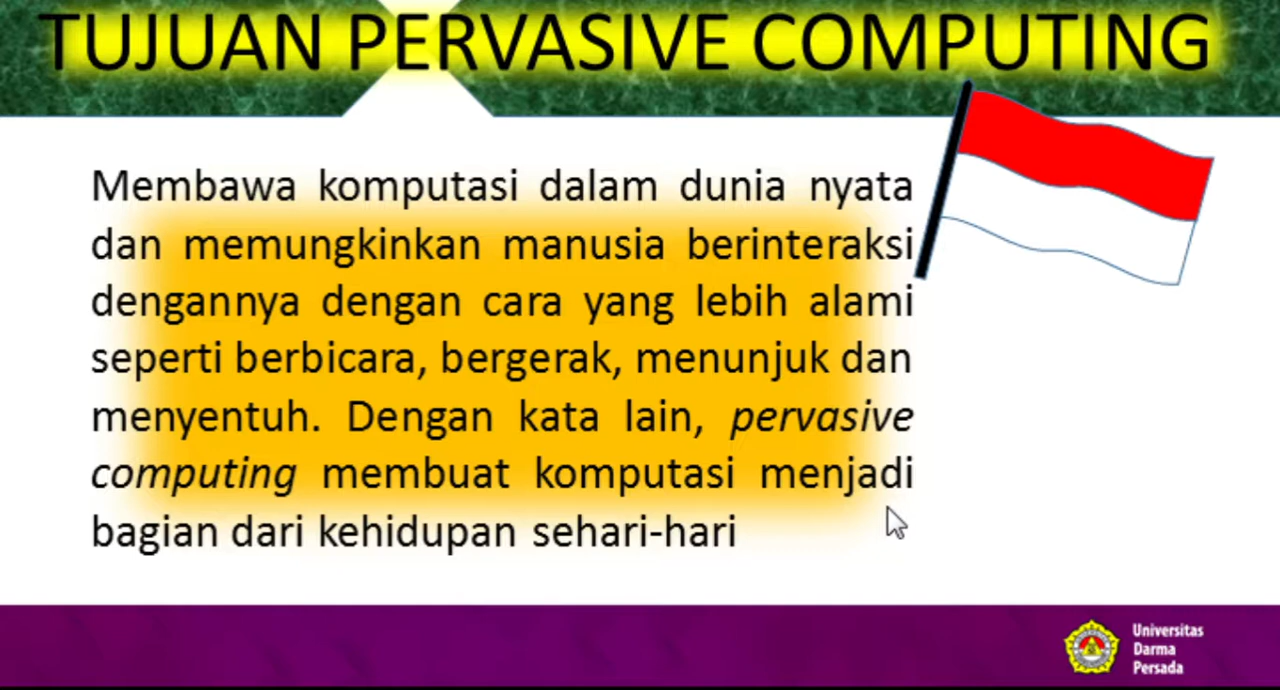 TUJUAN PERVASIVE COMPUTING
Membawa komputasi dalam dunia nyata
dan memungkinkan manusia berinteraksi
dengannya dengan cara yang lebih alami
seperti berbicara, bergerak, menunjuk dan
menyentuh. Dengan kata lain, pervasive
computing membuat komputasi menjadi
bagian dari kehidupan sehari-hari
Universitas
Darma
Persada